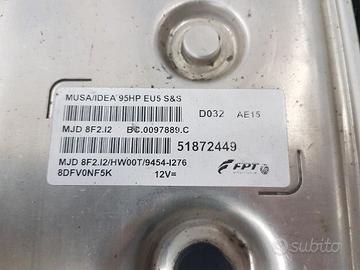 MUSA/IDEA 95HP EU5 S&S
D032 AE15
MJD 8F2.I2 BC.0097889.C
51872449
MJD 8F2.I2/HW00T/9454-I276
8DFV0NF5K 12V=
FPT
subito